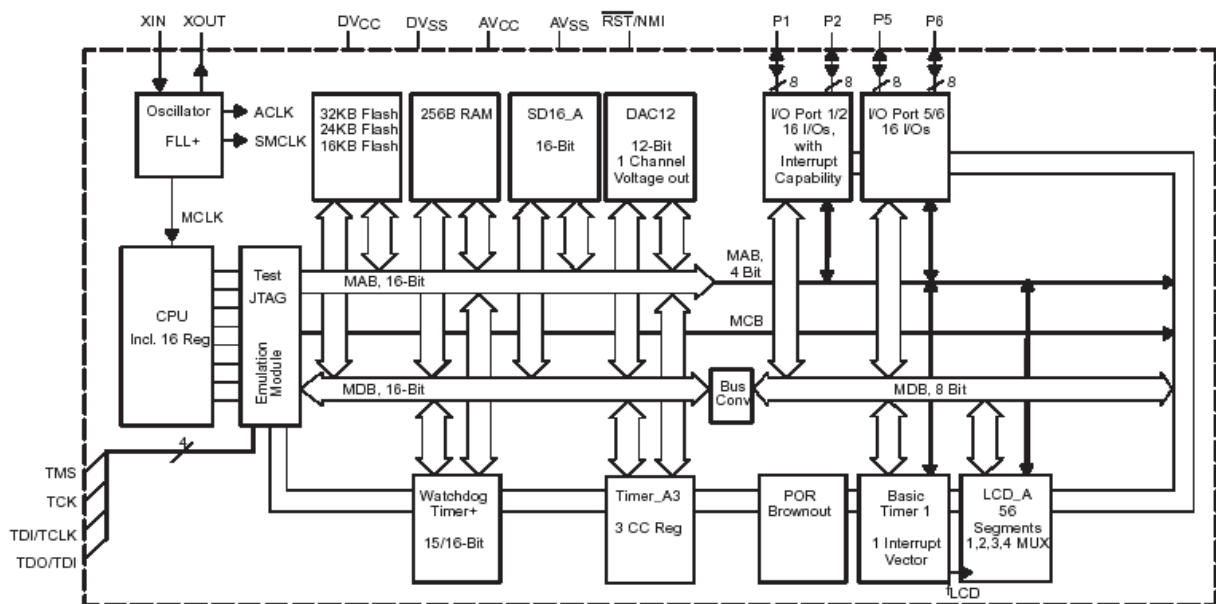 XIN XOUT DVCC DVSS AVCC AVSS RST/NMI P1 P2 P5 P6
8 8 8 8
Oscillator
FLL+
ACLK
SMCLK
MCLK
32KB Flash
24KB Flash
16KB Flash
256B RAM
SD16_A
16-Bit
DAC12
12-Bit
1 Channel
Voltage out
I/O Port 1/2
16 I/Os,
with
Interrupt
Capability
I/O Port 5/6
16 I/Os
CPU
Incl. 16 Reg
Test
JTAG
Emulation
Module
MAB, 16-Bit
MAB,
4 Bit
MCB
MDB, 16-Bit
Bus
Conv
MDB, 8 Bit
4
TMS
TCK
TDI/TCLK
TDO/TDI
Watchdog
Timer+
15/16-Bit
Timer_A3
3 CC Reg
POR
Brownout
Basic
Timer 1
1 Interrupt
Vector
LCD_A
56
Segments
1,2,3,4 MUX
fLCD